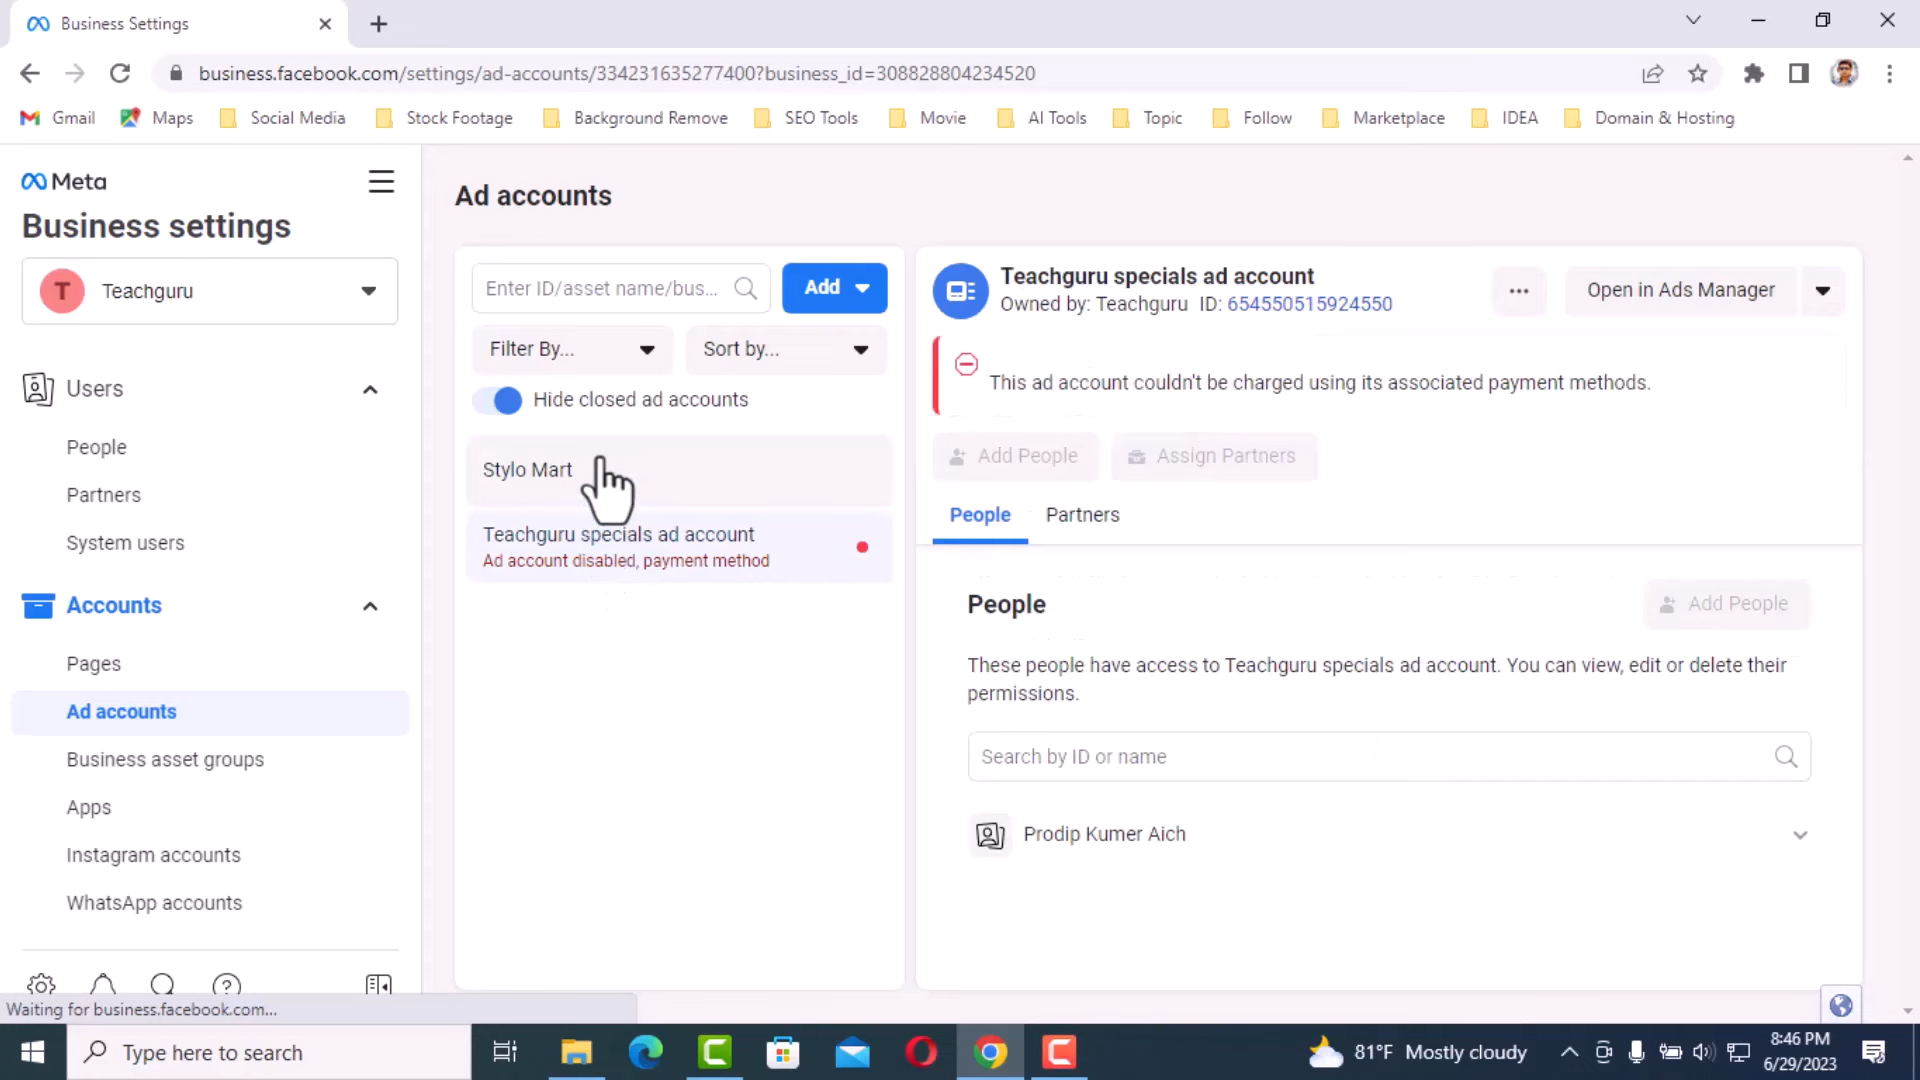 Business Settings
business.facebook.com/settings/ad-accounts/334231635277400?business_id=308828804234520
Gmail
Maps
Social Media
Stock Footage
Background Remove
SEO Tools
Movie
AI Tools
Topic
Follow
Marketplace
IDEA
Domain & Hosting
Meta
Business settings
T
Teachguru
Users
People
Partners
System users
Accounts
Pages
Ad accounts
Business asset groups
Apps
Instagram accounts
WhatsApp accounts
Waiting for business.facebook.com...
Ad accounts
Enter ID/asset name/bus...
Add
Filter By...
Sort by...
Hide closed ad accounts
Stylo Mart
Teachguru specials ad account
Ad account disabled, payment method
Teachguru specials ad account
Owned by: Teachguru ID: 654550515924550
Open in Ads Manager
This ad account couldn't be charged using its associated payment methods.
Add People
Assign Partners
People
Partners
People
Add People
These people have access to Teachguru specials ad account. You can view, edit or delete their
permissions.
Search by ID or name
Prodip Kumer Aich
Type here to search
81°F Mostly cloudy
8:46 PM
6/29/2023